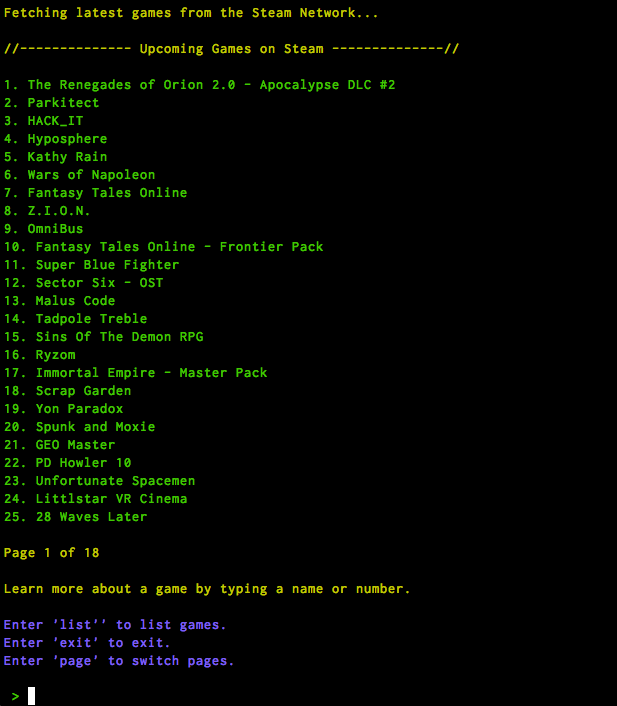 Fetching latest games from the Steam Network...
//-------------- Upcoming Games on Steam --------------//
1. The Renegades of Orion 2.0 - Apocalypse DLC #2
2. Parkitect
3. HACK_IT
4. Hyposphere
5. Kathy Rain
6. Wars of Napoleon
7. Fantasy Tales Online
8. Z.I.O.N.
9. OmniBus
10. Fantasy Tales Online - Frontier Pack
11. Super Blue Fighter
12. Sector Six - OST
13. Malus Code
14. Tadpole Treble
15. Sins Of The Demon RPG
16. Ryzom
17. Immortal Empire - Master Pack
18. Scrap Garden
19. Yon Paradox
20. Spunk and Moxie
21. GEO Master
22. PD Howler 10
23. Unfortunate Spacemen
24. Littlstar VR Cinema
25. 28 Waves Later
Page 1 of 18
Learn more about a game by typing a name or number.
Enter 'list'' to list games.
Enter 'exit' to exit.
Enter 'page' to switch pages.
>